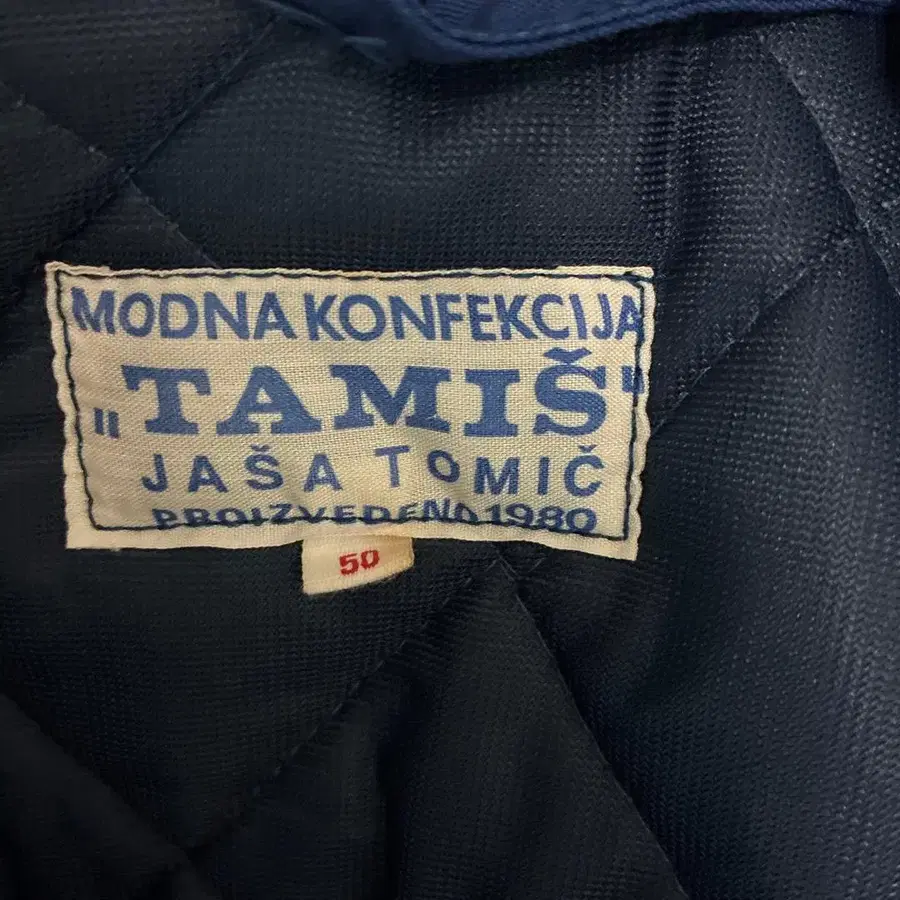 MODNA KONFEKCIJA
"TAMIŠ"
JAŠA TOMIČ
PROIZVEDENO 1980
50